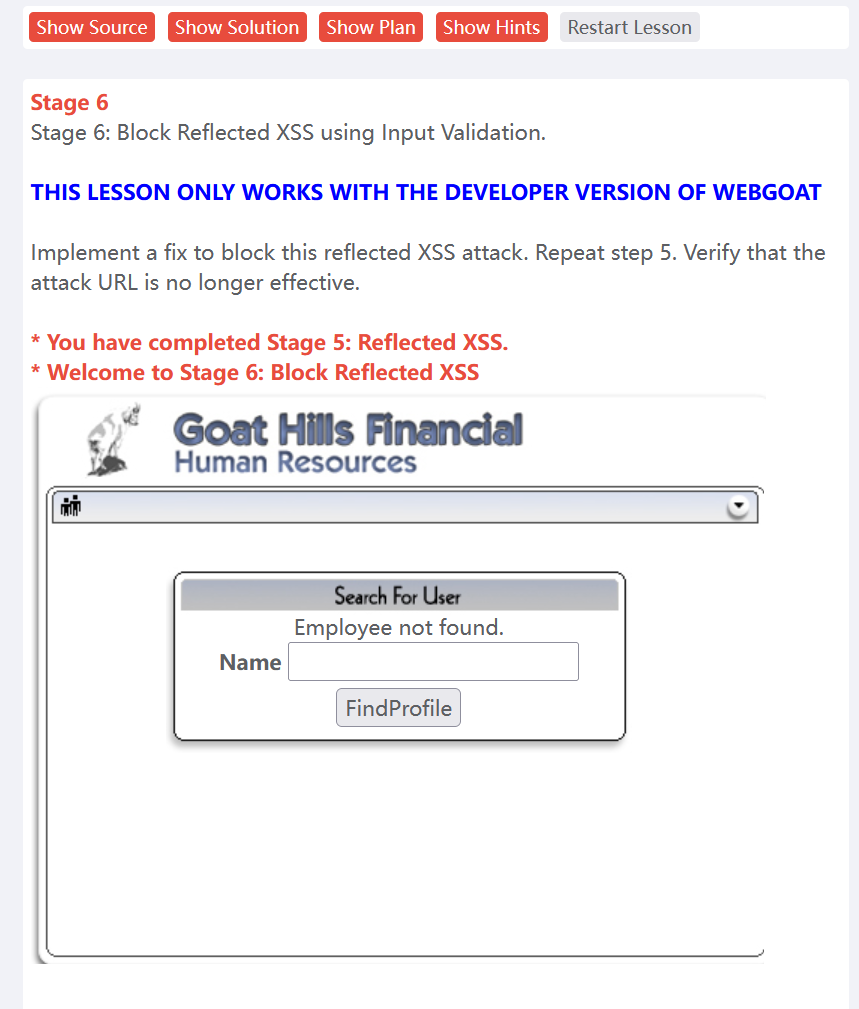 Show Source Show Solution Show Plan Show Hints Restart Lesson
Stage 6
Stage 6: Block Reflected XSS using Input Validation.
THIS LESSON ONLY WORKS WITH THE DEVELOPER VERSION OF WEBGOAT
Implement a fix to block this reflected XSS attack. Repeat step 5. Verify that the
attack URL is no longer effective.
* You have completed Stage 5: Reflected XSS.
* Welcome to Stage 6: Block Reflected XSS
Goat Hills Financial
Human Resources
Search For User
Employee not found.
Name
FindProfile